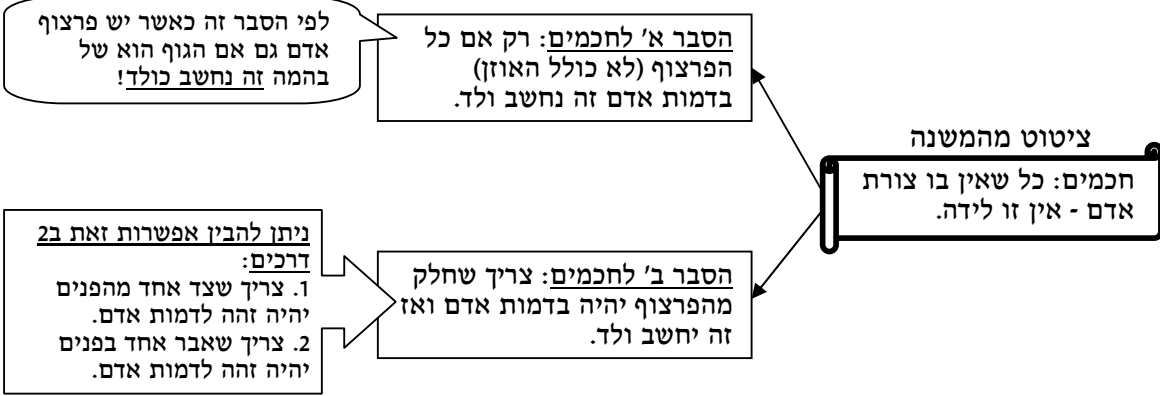 ציטוט מהמשנה
חכמים: כל שאין בו צורת
אדם - אין זו לידה.
הסבר א' לחכמים: רק אם כל
הפרצוף (לא כולל האוזן)
בדמות אדם זה נחשב ולד.
לפי הסבר זה כאשר יש פרצוף
אדם גם אם הגוף הוא של
בהמה זה נחשב כולד!
הסבר ב' לחכמים: צריך שחלק
מהפרצוף יהיה בדמות אדם ואז
זה יחשב ולד.
ניתן להבין אפשרות זאת ב2
דרכים:
1. צריך שצד אחד מהפנים
יהיה זהה לדמות אדם.
2. צריך שאבר אחד בפנים
יהיה זהה לדמות אדם.